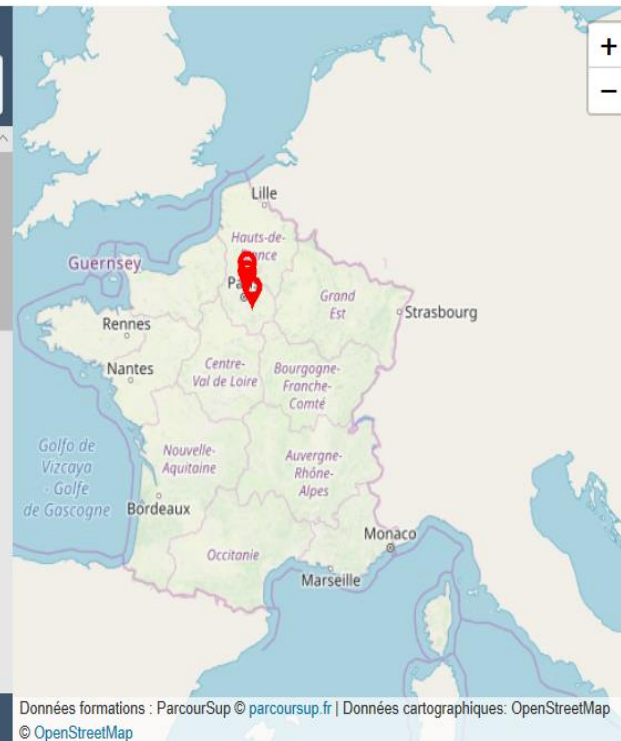 +
−
Lille
Hauts-de-
France
Guernsey
Grand
Est
Strasbourg
Rennes
Nantes
Centre-
Val de Loire
Bourgogne-
Franche-
Comté
Golfo de
Vizcaya
- Golfe
de Gascogne
Nouvelle-
Aquitaine
Auvergne-
Rhône-
Alpes
Bordeaux
Occitanie
Monaco
Marseille
Données formations : ParcourSup © parcoursup.fr | Données cartographiques: OpenStreetMap
© OpenStreetMap